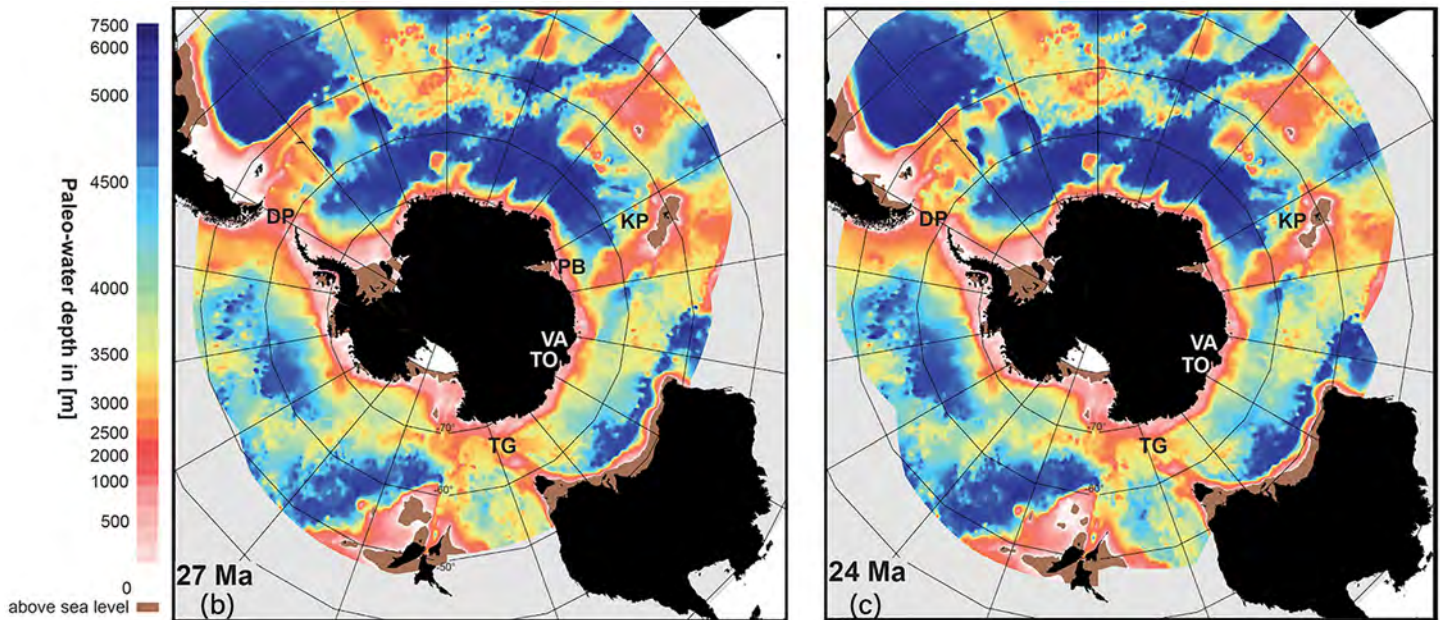 7500
6000
5000
4500
4000
3500
3000
2500
2000
1000
500
0
above sea level
Paleo-water depth in [m]
DP
KP
PB
VA
TO
-70°
TG
-60°
-50°
27 Ma
(b)
DP
KP
VA
TO
-70°
TG
-60°
-50°
24 Ma
(c)